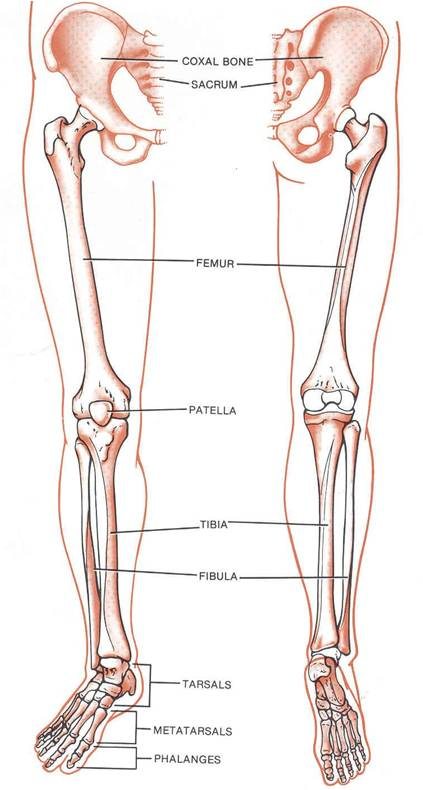 COXAL BONE
SACRUM
FEMUR
PATELLA
TIBIA
FIBULA
TARSALS
METATARSALS
PHALANGES